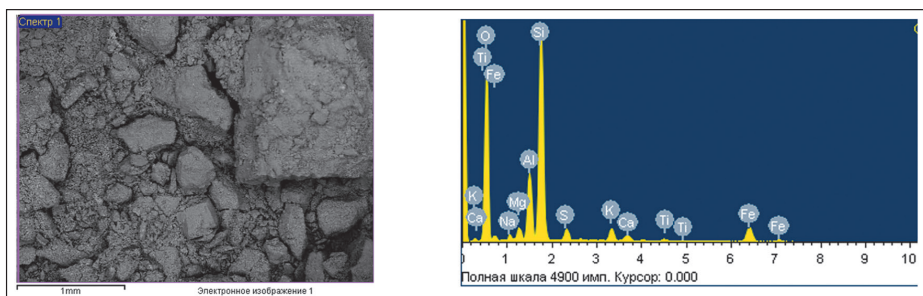 Спектр 1
1mm
Электронное изображение 1
O
Ti
Fe
Si
K
Ca
Na
Mg
Al
S
K
Ca
Ti
Ti
Fe
Fe
0 1 2 3 4 5 6 7 8 9 10
Полная шкала 4900 имп. Курсор: 0.000